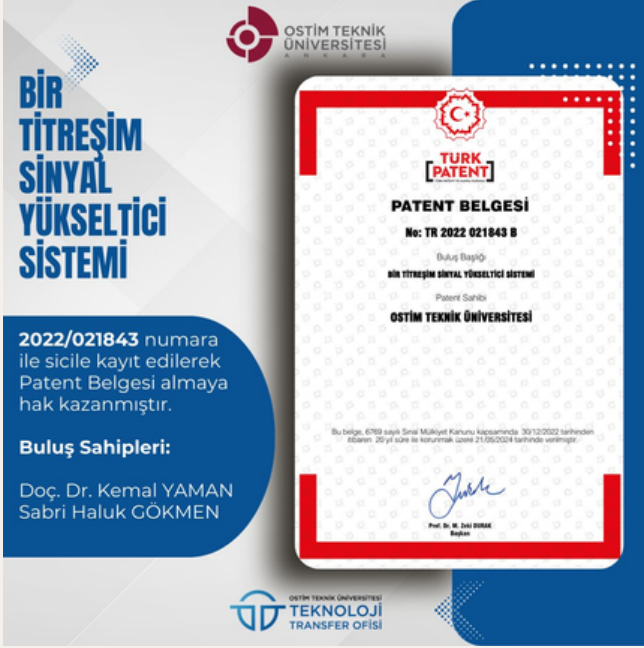 OSTİM TEKNİK
ÜNİVERSİTESİ
ANKARA
BİR
TİTREŞİM
SİNYAL
YÜKSELTİCİ
SİSTEMİ
2022/021843 numara
ile sicile kayıt edilerek
Patent Belgesi almaya
hak kazanmıştır.
Buluş Sahipleri:
Doç. Dr. Kemal YAMAN
Sabri Haluk GÖKMEN
TÜRK
PATENT
PATENT BELGESİ
No: TR 2022 021843 B
Buluş Başlığı
BİR TİTREŞİM SİNYAL YÜKSELTİCİ SİSTEMİ
Patent Sahibi
OSTİM TEKNİK ÜNİVERSİTESİ
Bu belge, 6769 sayılı Sınai Mülkiyet Kanunu kapsamında 30/12/2022 tarihinden
itibaren 20 yıl süre ile korunmak üzere 21/05/2024 tarihinde verilmiştir.
Prof. Dr. M. Zeki DURAK
Başkan
OSTİM TEKNİK ÜNİVERSİTESİ
TEKNOLOJİ
TRANSFER OFİSİ